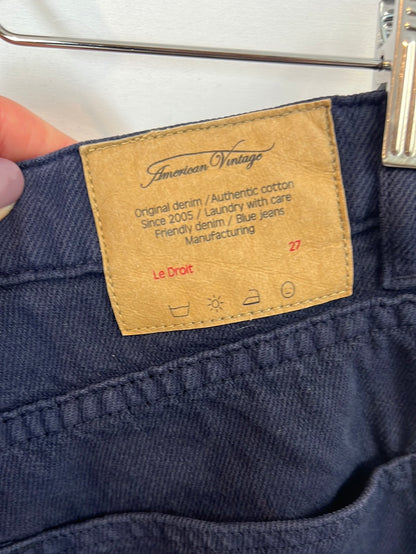 American Vintage
Original denim / Authentic cotton
Since 2005 / Laundry with care
Friendly denim / Blue jeans
Manufacturing
Le Droit 27